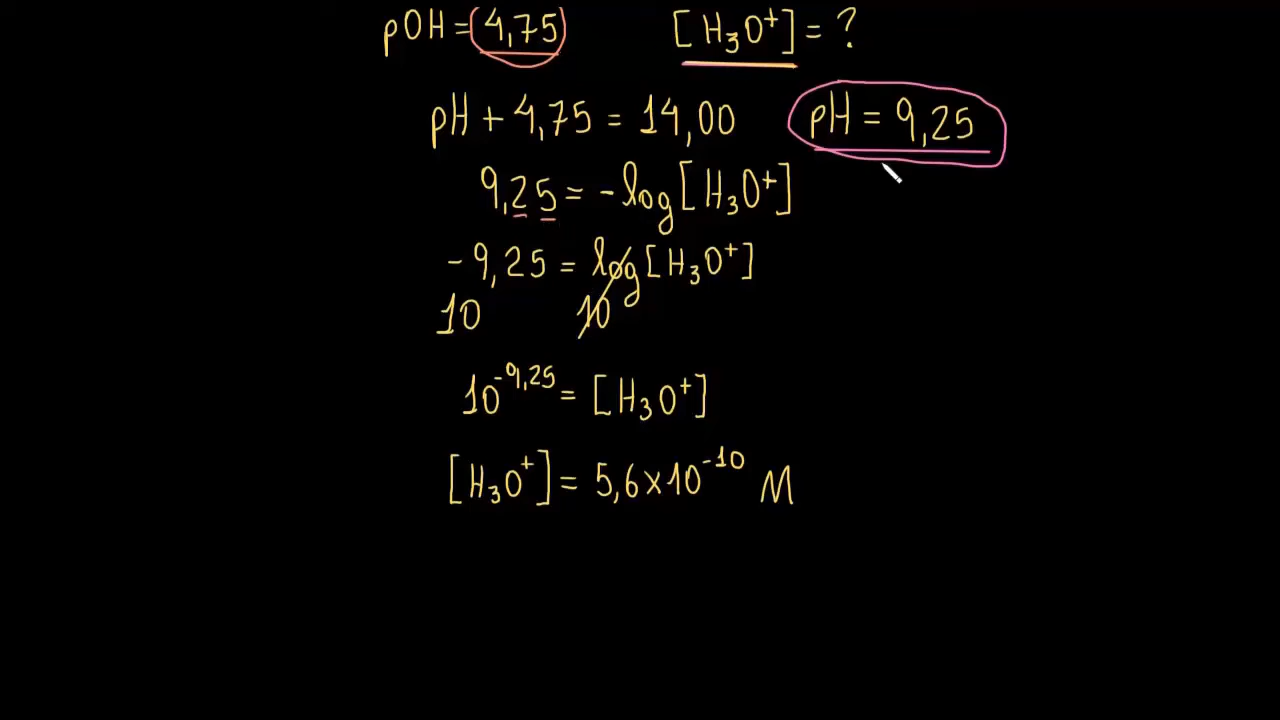 pOH = 4,75 [H₃O⁺] = ?
pH + 4,75 = 14,00 pH = 9,25
9,25 = -log[H₃O⁺]
-9,25 = log[H₃O⁺]
10 10
10⁻⁹,²⁵ = [H₃O⁺]
[H₃O⁺] = 5,6 × 10⁻¹⁰ M